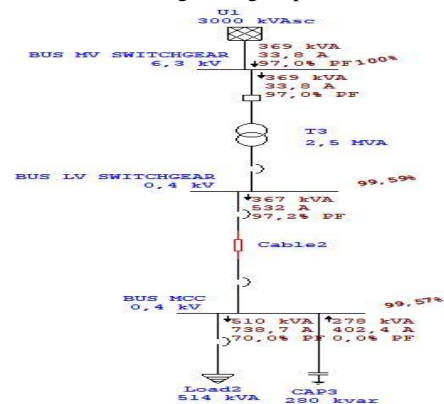 U1
3000 kVAsc
369 kVA
33,8 A
97,0% PF 100%
BUS MV SWITCHGEAR
6,3 kV
369 kVA
33,8 A
97,0% PF
T3
2,5 MVA
BUS LV SWITCHGEAR
0,4 kV
99,59%
367 kVA
532 A
97,2% PF
Cable2
BUS MCC
0,4 kV
99,57%
510 kVA
738,7 A
70,0% PF
278 kVA
402,4 A
0,0% PF
Load2
514 kVA
CAP3
280 kvar